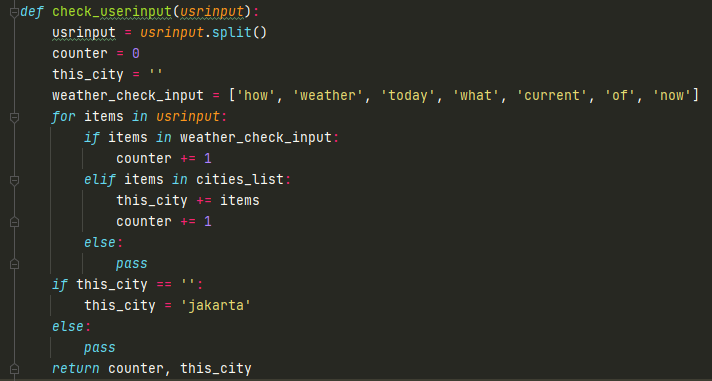 def check_userinput(usrinput):
    usrinput = usrinput.split()
    counter = 0
    this_city = ''
    weather_check_input = ['how', 'weather', 'today', 'what', 'current', 'of', 'now']
    for items in usrinput:
        if items in weather_check_input:
            counter += 1
        elif items in cities_list:
            this_city += items
            counter += 1
        else:
            pass
    if this_city == '':
        this_city = 'jakarta'
    else:
        pass
    return counter, this_city